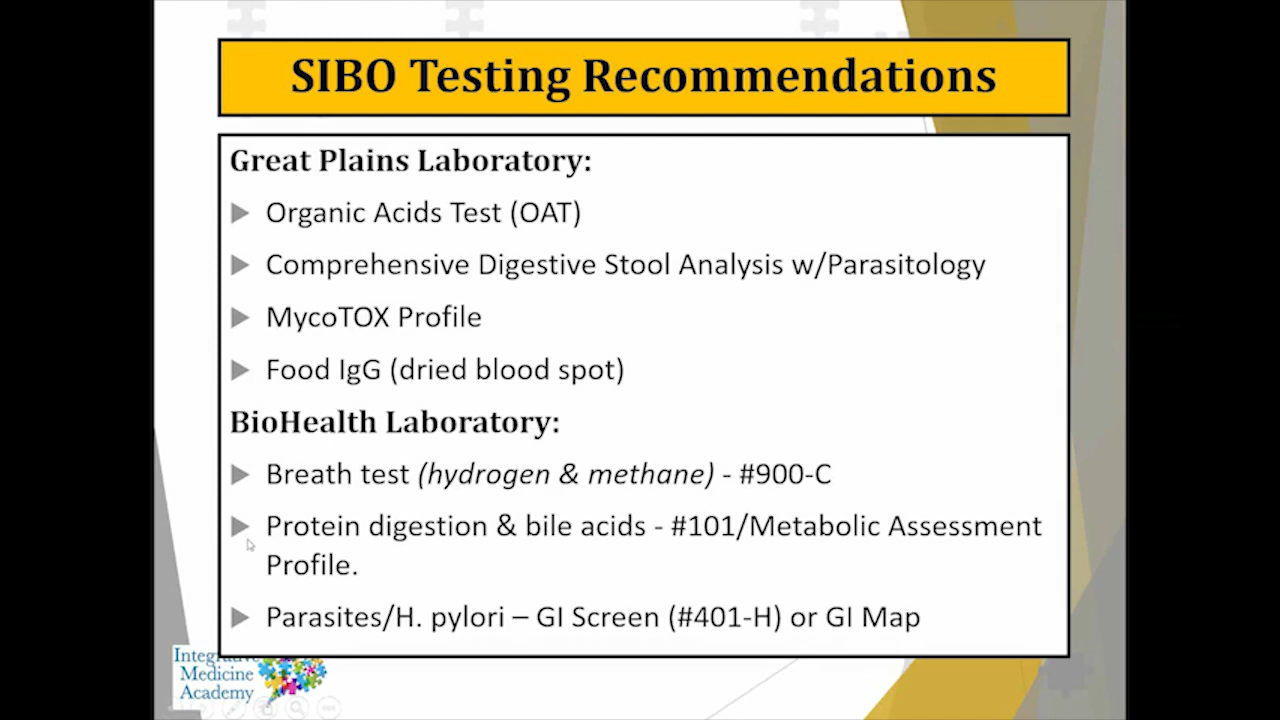 SIBO Testing Recommendations
Great Plains Laboratory:
Organic Acids Test (OAT)
Comprehensive Digestive Stool Analysis w/Parasitology
MycoTOX Profile
Food IgG (dried blood spot)
BioHealth Laboratory:
Breath test (hydrogen & methane) - #900-C
Protein digestion & bile acids - #101/Metabolic Assessment
Profile.
Parasites/H. pylori – GI Screen (#401-H) or GI Map
Integrative
Medicine
Academy